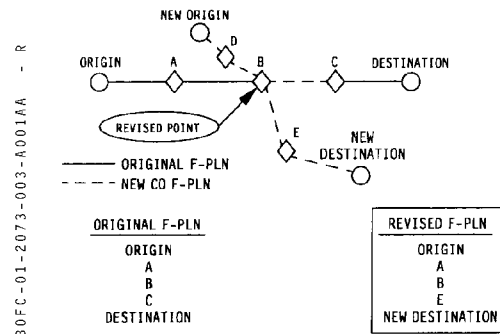 NEW ORIGIN
D
ORIGIN
A
B
C
DESTINATION
REVISED POINT
E
NEW
DESTINATION
ORIGINAL F-PLN
NEW CO F-PLN
ORIGINAL F-PLN
ORIGIN
A
B
C
DESTINATION
REVISED F-PLN
ORIGIN
A
B
E
NEW DESTINATION
30FC-01-2073-003-A001AA - R